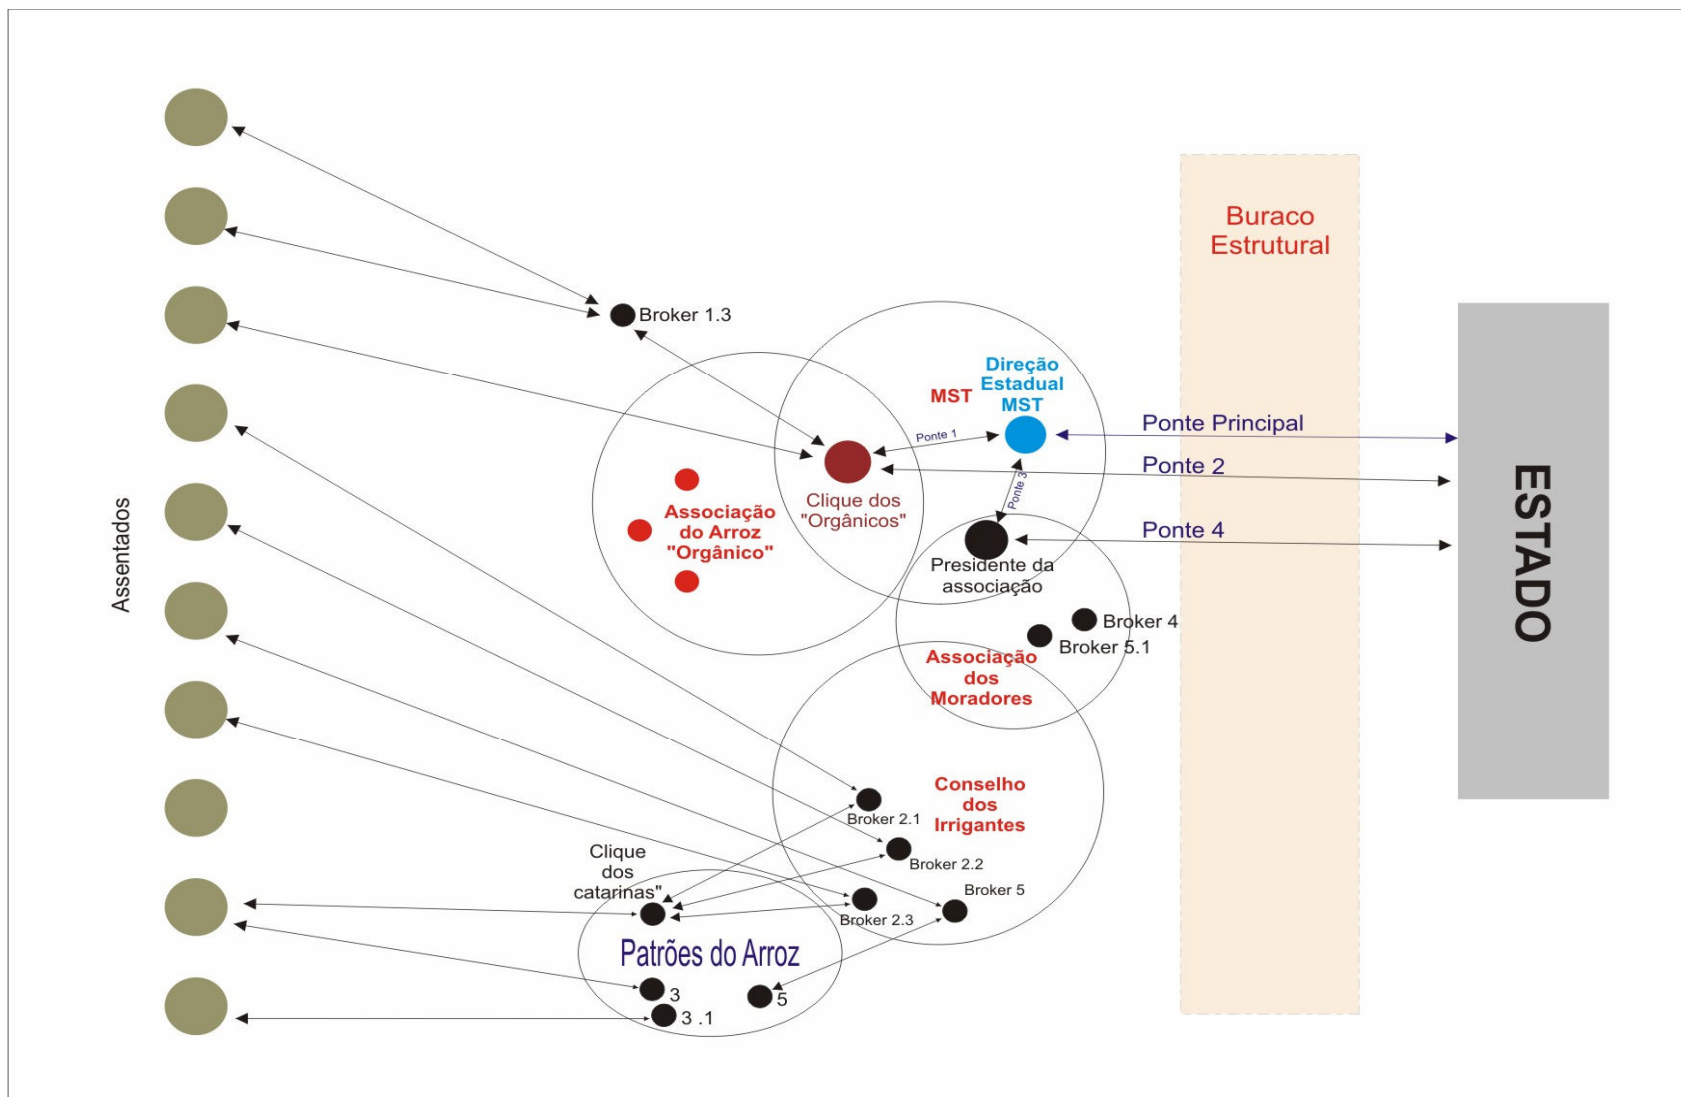 Buraco
Estrutural
Broker 1.3
Direção
Estadual
MST
MST
Ponte Principal
Ponte 1
Ponte 2
Ponte 3
Clique dos
"Orgânicos"
Associação
do Arroz
"Orgânico"
Ponte 4
ESTADO
Assentados
Presidente da
associação
Broker 4
Broker 5.1
Associação
dos
Moradores
Conselho
dos
Irrigantes
Broker 2.1
Broker 2.2
Clique
dos
catarinas"
Broker 5
Broker 2.3
Patrões do Arroz
3
5
3 .1